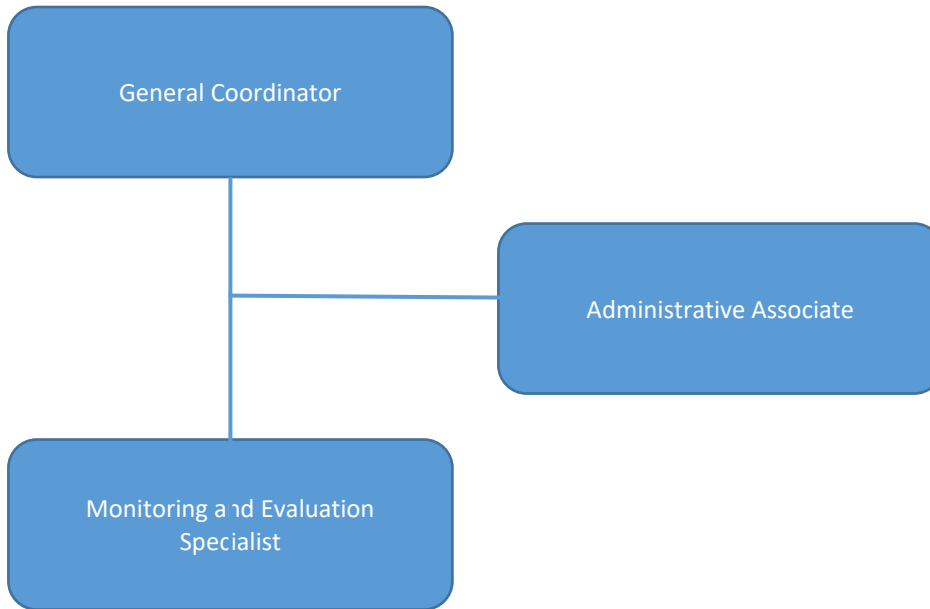 General Coordinator
Administrative Associate
Monitoring and Evaluation
Specialist